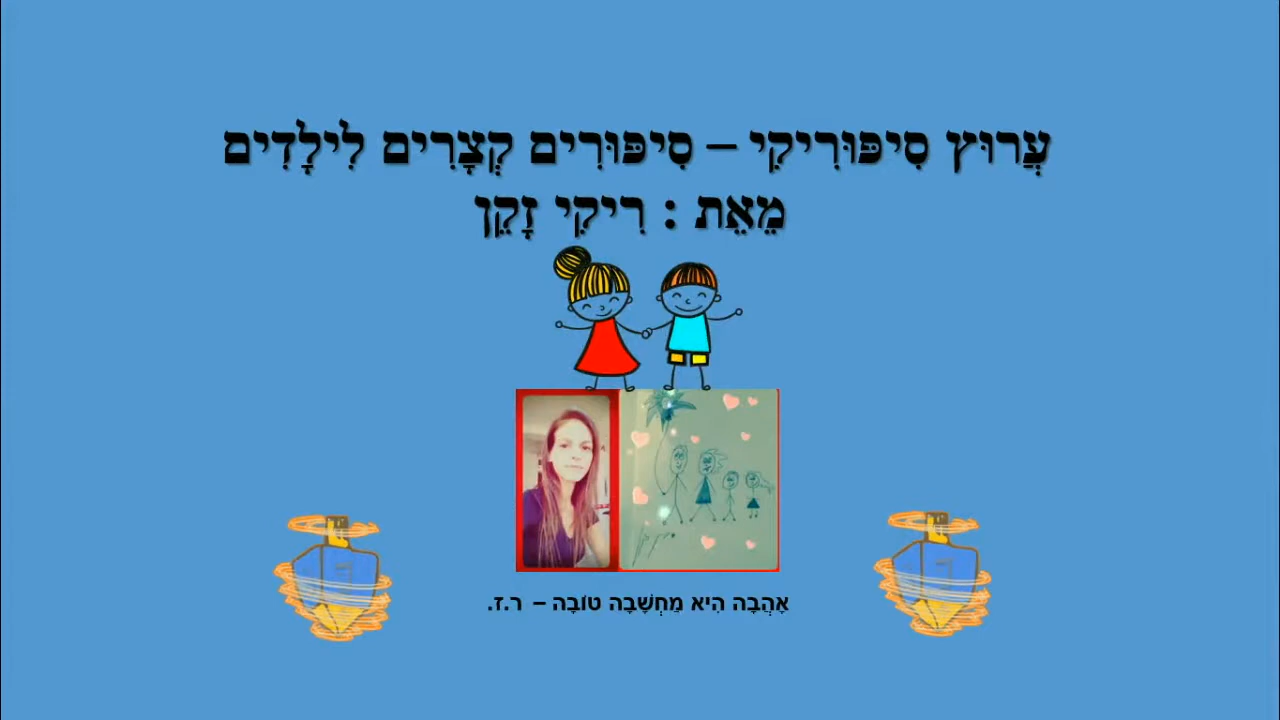 עֲרוּץ סִיפּוּרִיקִי – סִיפּוּרִים קְצָרִים לִילָדִים
מֵאֵת : רִיקִי זָקֵן
אָהֲבָה הִיא מַחְשָׁבָה טוֹבָה – ר.ז.